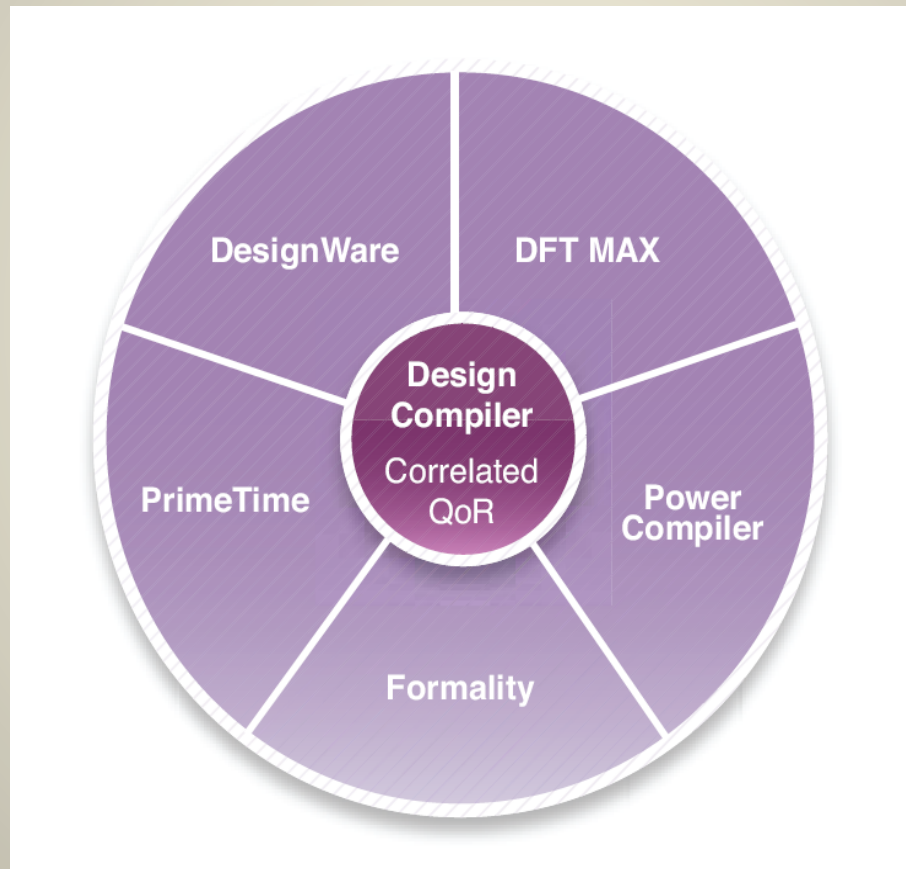 DesignWare
DFT MAX
Design
Compiler
Correlated
QoR
PrimeTime
Power
Compiler
Formality